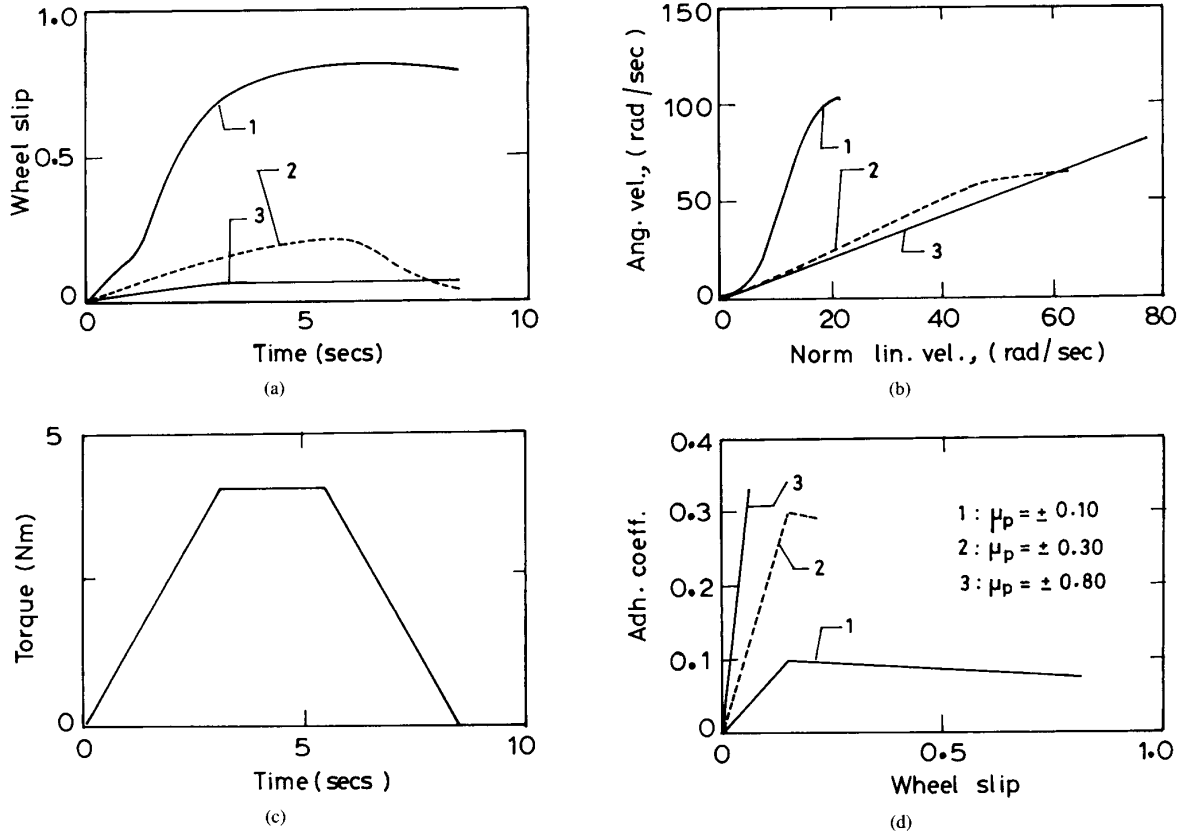 1.0
Wheel slip
0.5
0
1
2
3
0
5
10
Time (secs)
(a)
150
Ang. vel., (rad/sec)
100
50
0
1
2
3
0
20
40
60
80
Norm lin. vel., (rad/sec)
(b)
5
Torque (Nm)
0
0
5
10
Time (secs)
(c)
0.4
Adh. coeff.
0.3
0.2
0.1
0
3
2
1
1 : μp = ± 0.10
2 : μp = ± 0.30
3 : μp = ± 0.80
0
0.5
1.0
Wheel slip
(d)